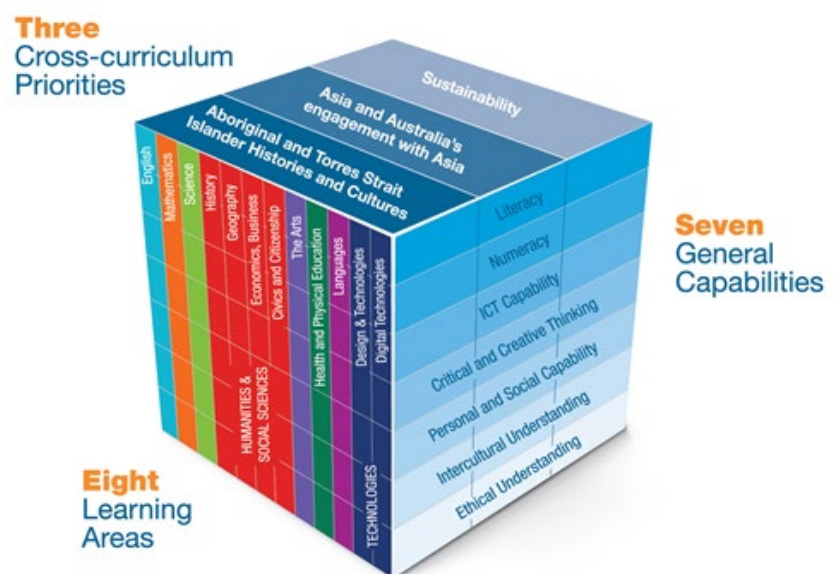 Three
Cross-curriculum
Priorities
Sustainability
Asia and Australia's
engagement with Asia
Aboriginal and Torres Strait
Islander Histories and Cultures
English
Mathematics
Science
History
Geography
Economics, Business
Civics and Citizenship
HUMANITIES &
SOCIAL SCIENCES
The Arts
Health and Physical Education
Languages
Design & Technologies
Digital Technologies
TECHNOLOGIES
Literacy
Numeracy
ICT Capability
Critical and Creative Thinking
Personal and Social Capability
Intercultural Understanding
Ethical Understanding
Seven
General
Capabilities
Eight
Learning
Areas